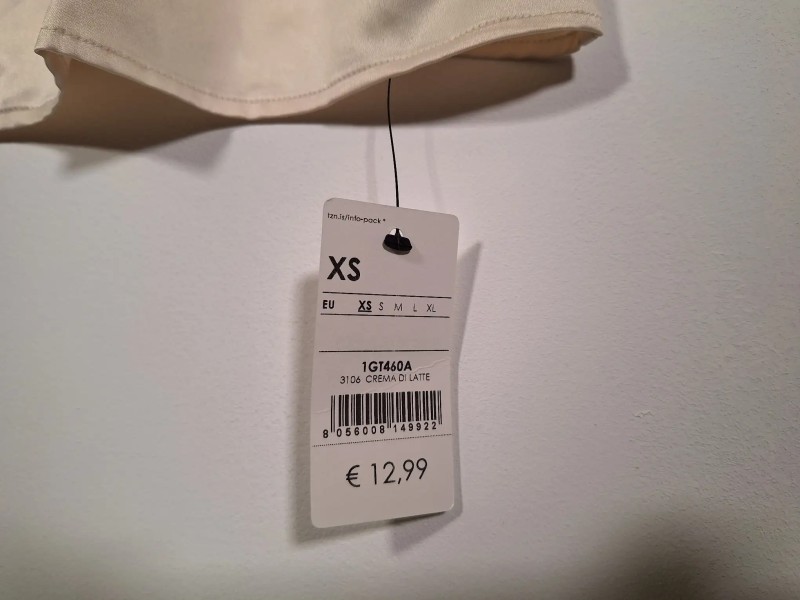 tzn.is/info-pack*
XS
EU XS S M L XL
1GT460A
3106 CREMA DI LATTE
8 056008 149922
€ 12,99